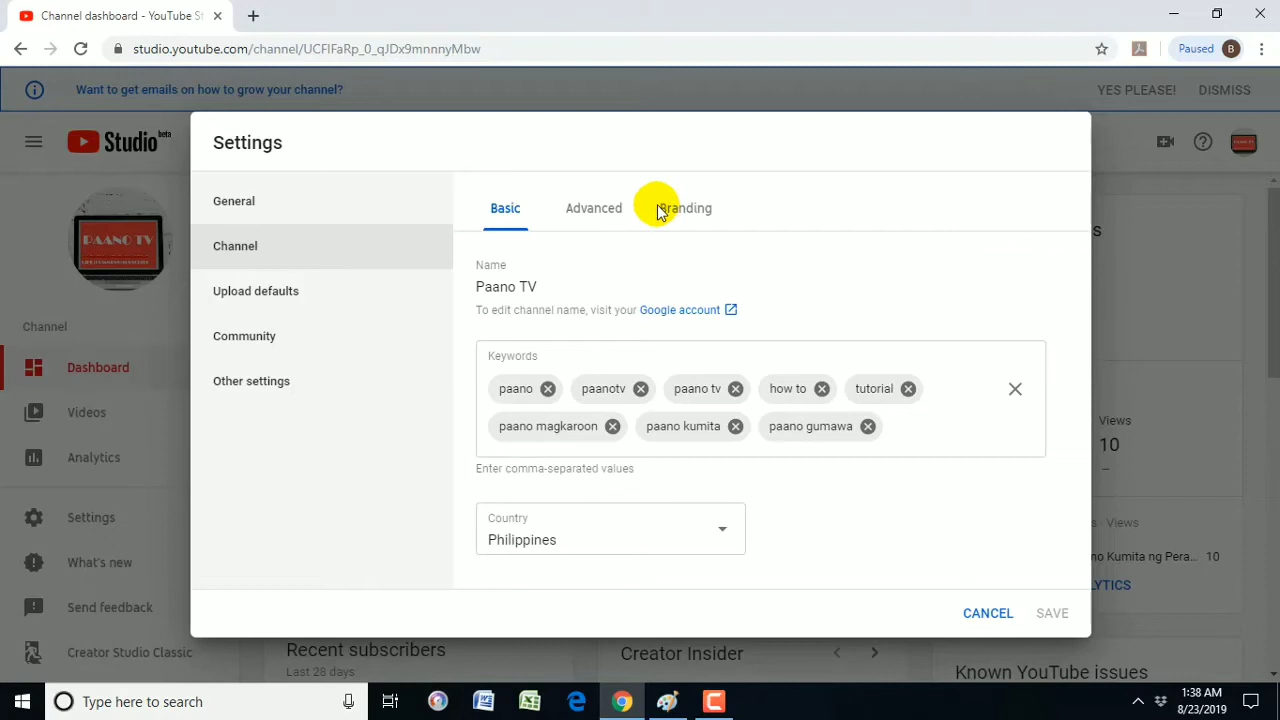 Channel dashboard - YouTube St
studio.youtube.com/channel/UCFlFaRp_0_qJDx9mnnnyMbw
Paused B
Want to get emails on how to grow your channel?
YES PLEASE! DISMISS
Studio beta
Settings
General
Channel
Upload defaults
Community
Other settings
Basic Advanced Branding
Name
Paano TV
To edit channel name, visit your Google account
Keywords
paano paanotv paano tv how to tutorial
paano magkaroon paano kumita paano gumawa
Enter comma-separated values
Country
Philippines
CANCEL SAVE
PAANO TV
Channel
Dashboard
Videos
Analytics
Settings
What's new
Send feedback
Creator Studio Classic
Views
10
Views
no Kumita ng Pera... 10
LYTICS
Recent subscribers
Last 28 days
Creator Insider
Known YouTube issues
Type here to search
1:38 AM
8/23/2019